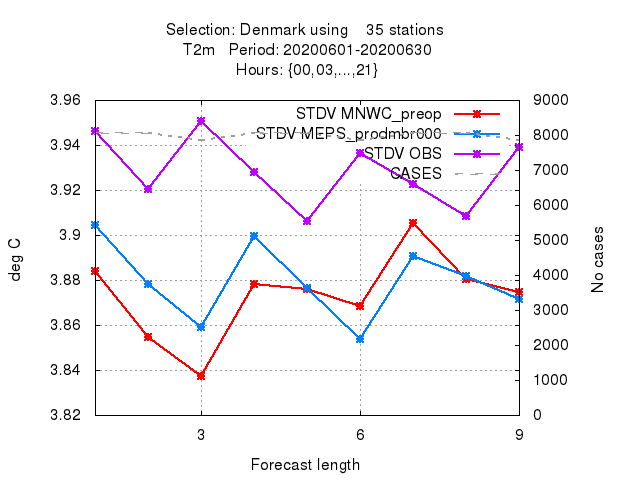 Selection: Denmark using 35 stations
T2m Period: 20200601-20200630
Hours: {00,03,...,21}
3.96
3.94
3.92
3.9
3.88
3.86
3.84
3.82
9000
8000
7000
6000
5000
4000
3000
2000
1000
0
STDV MNWC_preop
STDV MEPS_prodmbr000
STDV OBS
CASES
deg C
No cases
3 6 9
Forecast length